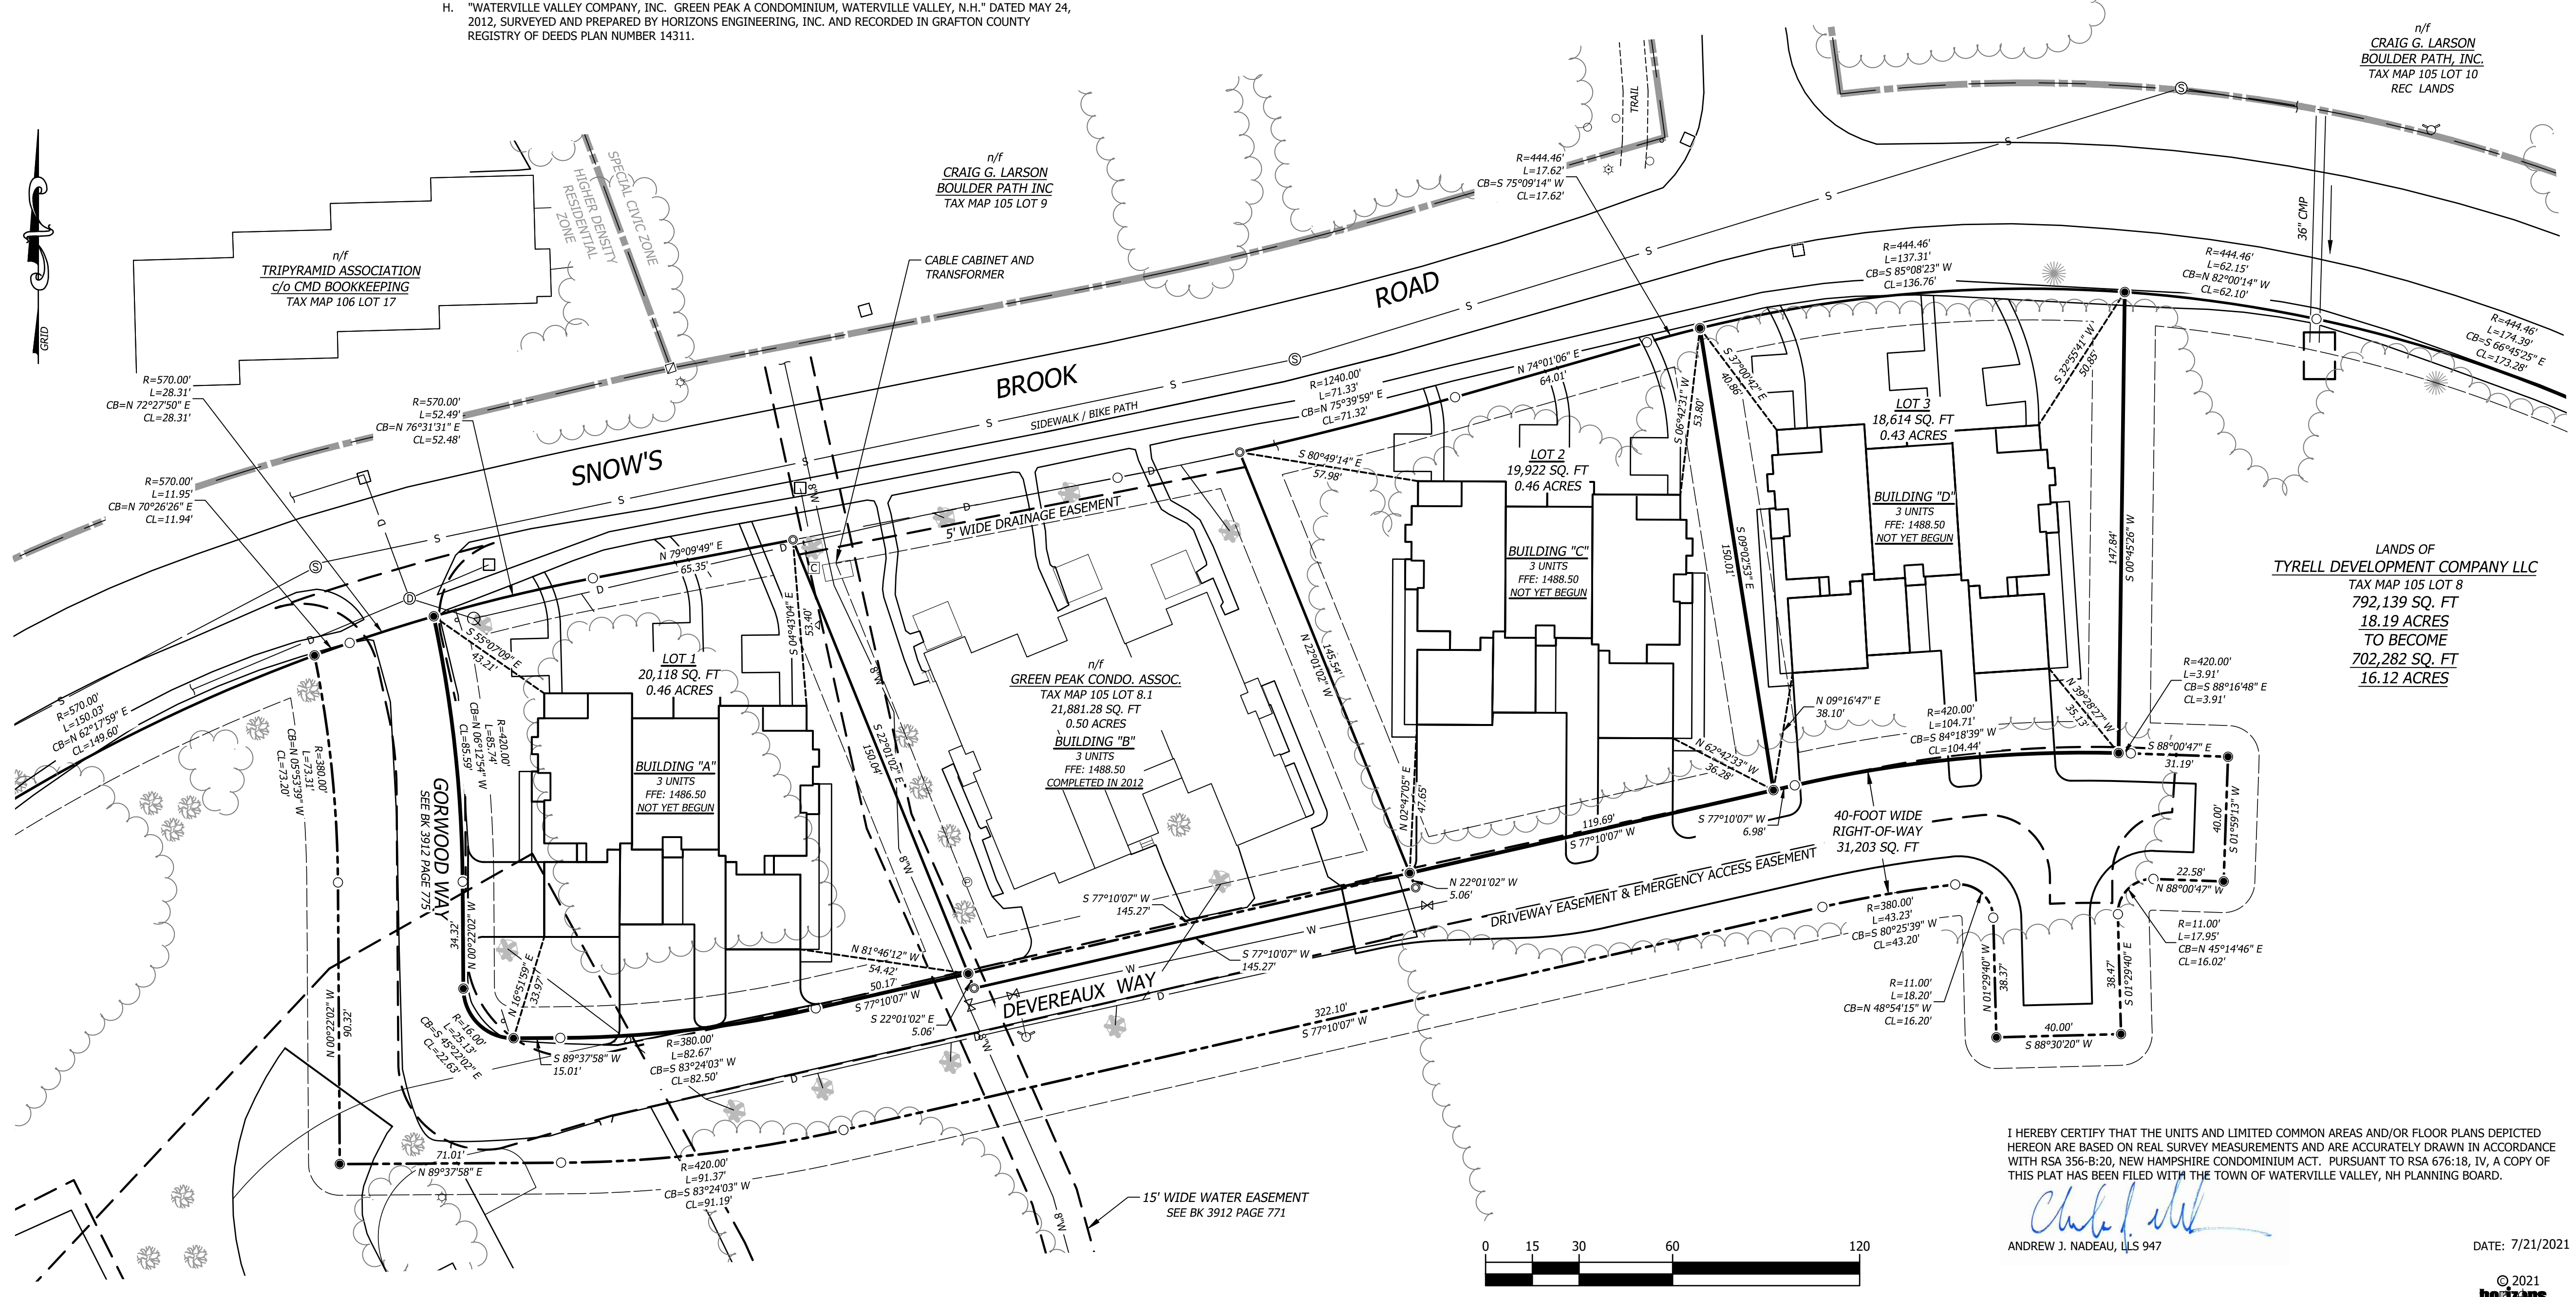 H. "WATERVILLE VALLEY COMPANY, INC. GREEN PEAK A CONDOMINIUM, WATERVILLE VALLEY, N.H." DATED MAY 24,
2012, SURVEYED AND PREPARED BY HORIZONS ENGINEERING, INC. AND RECORDED IN GRAFTON COUNTY
REGISTRY OF DEEDS PLAN NUMBER 14311.
n/f
CRAIG G. LARSON
BOULDER PATH, INC.
TAX MAP 105 LOT 10
REC LANDS
TRAIL
36" CMP
GRID
SPECIAL CIVIC ZONE
HIGHER DENSITY
RESIDENTIAL
ZONE
n/f
CRAIG G. LARSON
BOULDER PATH INC
TAX MAP 105 LOT 9
n/f
TRIPYRAMID ASSOCIATION
c/o CMD BOOKKEEPING
TAX MAP 106 LOT 17
CABLE CABINET AND
TRANSFORMER
R=444.46'
L=17.62'
CB=S 75°09'14" W
CL=17.62'
R=444.46'
L=137.31'
CB=S 85°08'23" W
CL=136.76'
R=444.46'
L=62.15'
CB=N 82°00'14" W
CL=62.10'
R=444.46'
L=174.39'
CB=S 66°45'25" E
CL=173.28'
R=570.00'
L=28.31'
CB=N 72°27'50" E
CL=28.31'
R=570.00'
L=52.49'
CB=N 76°31'31" E
CL=52.48'
R=570.00'
L=11.95'
CB=N 70°26'26" E
CL=11.94'
R=570.00'
L=150.03'
CB=N 62°17'59" E
CL=149.60'
SNOW'S
BROOK
ROAD
SIDEWALK / BIKE PATH
R=1240.00'
L=71.33'
CB=N 75°39'59" E
CL=71.32'
N 74°01'06" E
64.01'
N 79°09'49" E
65.35'
5' WIDE DRAINAGE EASEMENT
8"W
S 55°07'09" E
43.21'
S 04°43'04" E
53.40'
LOT 1
20,118 SQ. FT
0.46 ACRES
BUILDING "A"
3 UNITS
FFE: 1486.50
NOT YET BEGUN
R=420.00'
L=85.74'
CB=N 06°12'54" W
CL=85.59'
R=380.00'
L=73.31'
CB=N 05°53'39" W
CL=73.20'
GORWOOD WAY
SEE BK 3912 PAGE 775
N 00°22'02" W
34.32'
N 00°22'02" W
90.32'
N 16°51'59" E
33.97'
R=16.00'
L=25.13'
CB=S 45°22'02" E
CL=22.63'
S 89°37'58" W
15.01'
R=380.00'
L=82.67'
CB=S 83°24'03" W
CL=82.50'
71.01'
N 89°37'58" E
R=420.00'
L=91.37'
CB=S 83°24'03" W
CL=91.19'
N 81°46'12" W
54.42'
50.17'
S 77°10'07" W
S 22°01'02" E
5.06'
S 22°01'02" E
150.04'
8"W
8"W
n/f
GREEN PEAK CONDO. ASSOC.
TAX MAP 105 LOT 8.1
21,881.28 SQ. FT
0.50 ACRES
BUILDING "B"
3 UNITS
FFE: 1488.50
COMPLETED IN 2012
S 77°10'07" W
145.27'
S 77°10'07" W
145.27'
DEVEREAUX WAY
8"W
8"W
322.10'
S 77°10'07" W
15' WIDE WATER EASEMENT
SEE BK 3912 PAGE 771
S 80°49'14" E
57.98'
N 22°01'02" W
145.54'
LOT 2
19,922 SQ. FT
0.46 ACRES
BUILDING "C"
3 UNITS
FFE: 1488.50
NOT YET BEGUN
S 06°42'31" W
53.80'
N 02°47'05" E
47.65'
N 22°01'02" W
5.06'
119.69'
S 77°10'07" W
N 62°42'33" W
36.28'
S 09°02'53" E
150.01'
S 37°00'42" E
40.86'
LOT 3
18,614 SQ. FT
0.43 ACRES
BUILDING "D"
3 UNITS
FFE: 1488.50
NOT YET BEGUN
S 32°55'41" W
50.85'
147.84'
S 00°45'26" W
N 09°16'47" E
38.10'
S 77°10'07" W
6.98'
R=420.00'
L=104.71'
CB=S 84°18'39" W
CL=104.44'
N 39°28'27" W
35.13'
R=420.00'
L=3.91'
CB=S 88°16'48" E
CL=3.91'
S 88°00'47" E
31.19'
40.00'
S 01°59'13" W
22.58'
N 88°00'47" W
R=11.00'
L=17.95'
CB=N 45°14'46" E
CL=16.02'
38.47'
S 01°29'40" E
40.00'
S 88°30'20" W
N 01°29'40" W
38.37'
R=11.00'
L=18.20'
CB=N 48°54'15" W
CL=16.20'
R=380.00'
L=43.23'
CB=S 80°25'39" W
CL=43.20'
40-FOOT WIDE
RIGHT-OF-WAY
31,203 SQ. FT
DRIVEWAY EASEMENT & EMERGENCY ACCESS EASEMENT
LANDS OF
TYRELL DEVELOPMENT COMPANY LLC
TAX MAP 105 LOT 8
792,139 SQ. FT
18.19 ACRES
TO BECOME
702,282 SQ. FT
16.12 ACRES
I HEREBY CERTIFY THAT THE UNITS AND LIMITED COMMON AREAS AND/OR FLOOR PLANS DEPICTED
HEREON ARE BASED ON REAL SURVEY MEASUREMENTS AND ARE ACCURATELY DRAWN IN ACCORDANCE
WITH RSA 356-B:20, NEW HAMPSHIRE CONDOMINIUM ACT. PURSUANT TO RSA 676:18, IV, A COPY OF
THIS PLAT HAS BEEN FILED WITH THE TOWN OF WATERVILLE VALLEY, NH PLANNING BOARD.
ANDREW J. NADEAU, LLS 947
DATE: 7/21/2021
0 15 30 60 120
© 2021